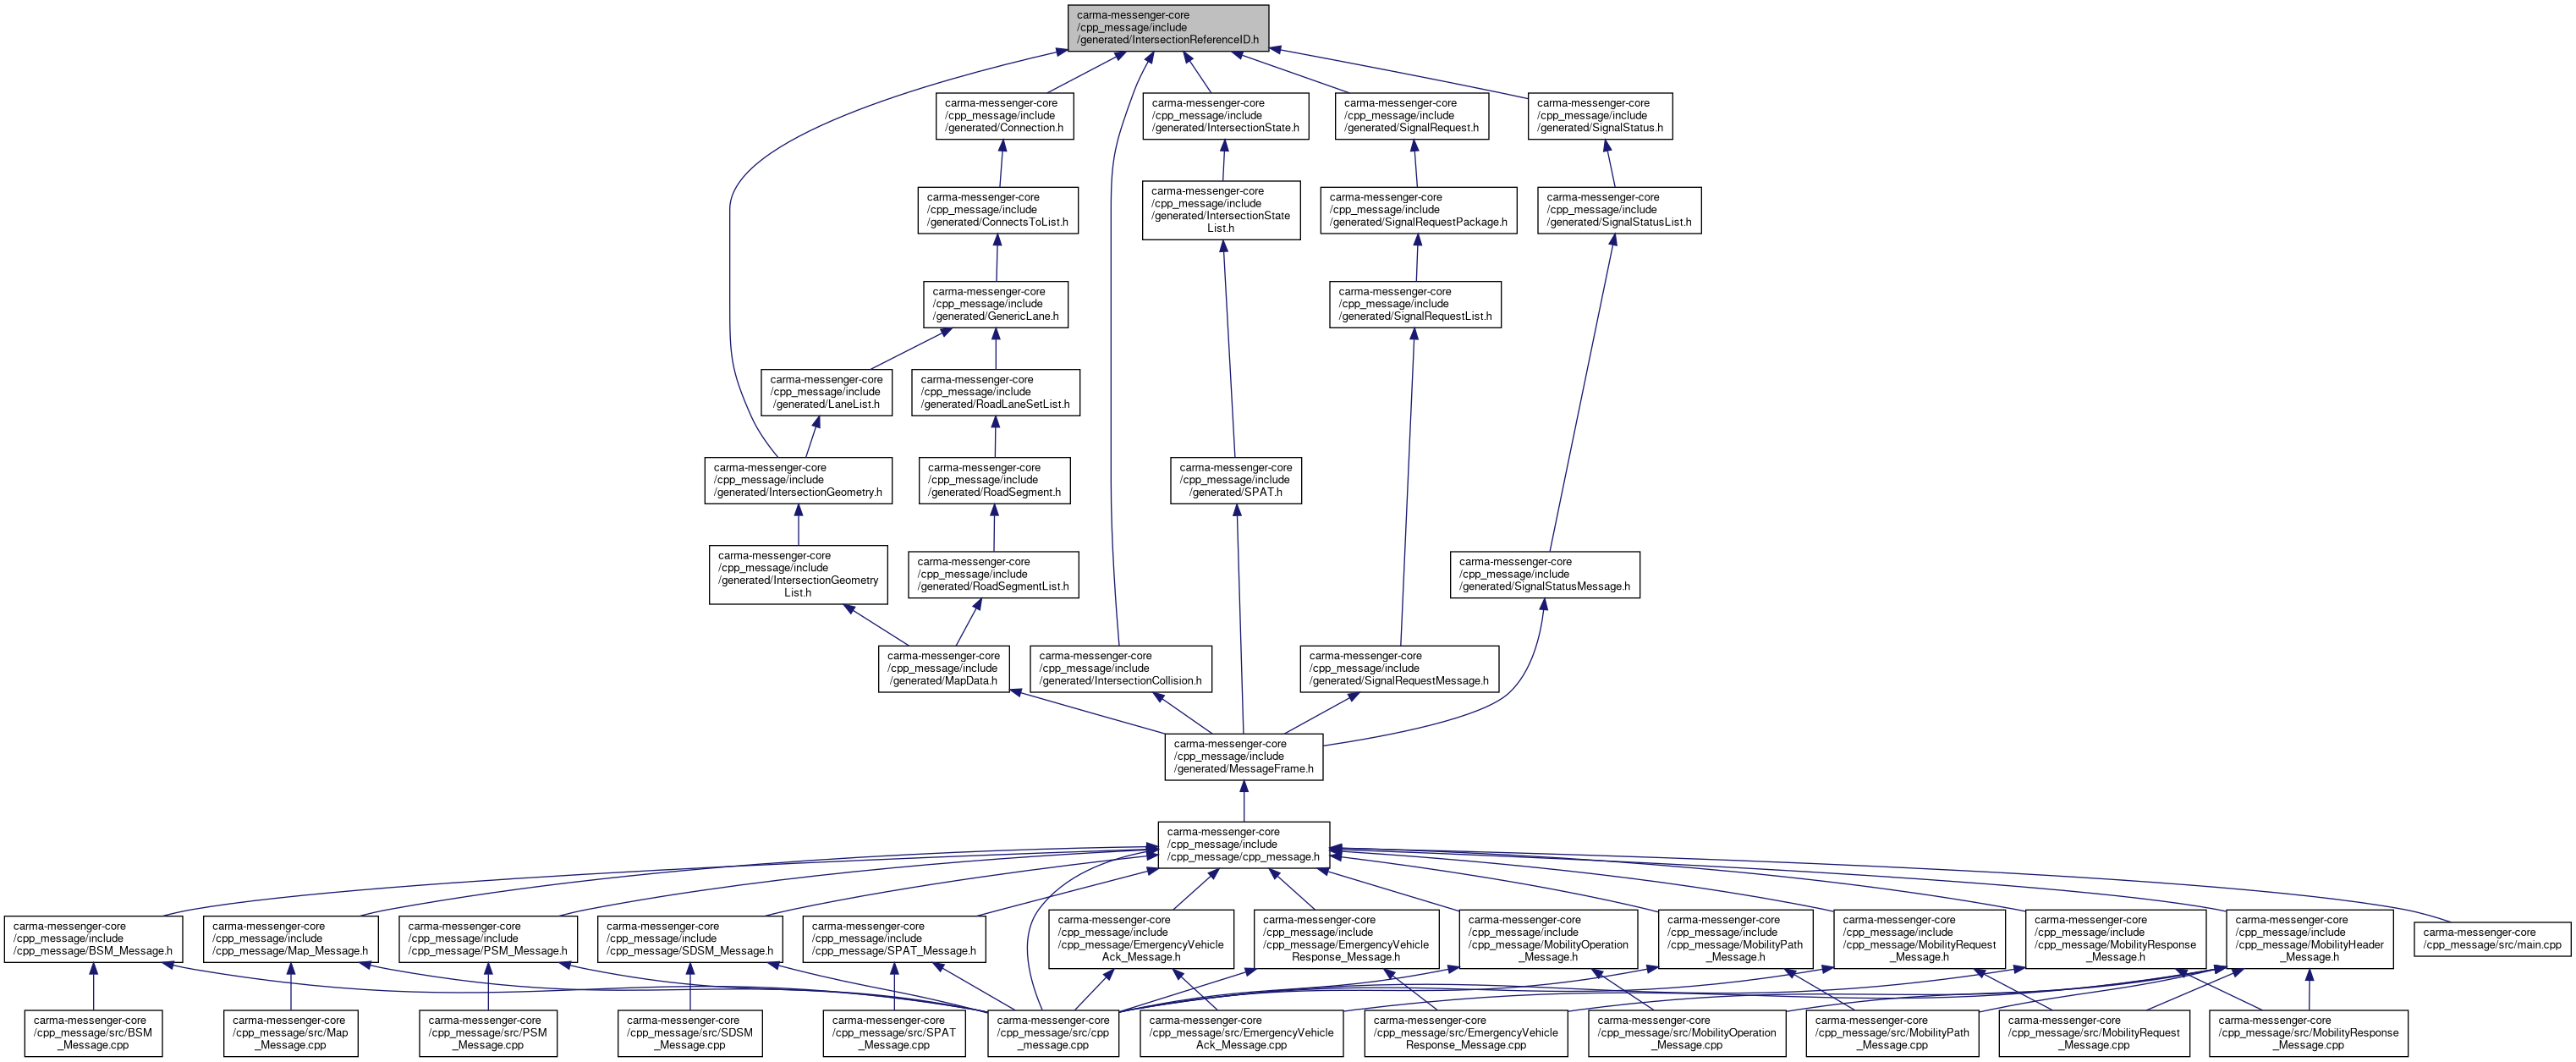 carma-messenger-core
/cpp_message/include
/generated/IntersectionReferenceID.h
carma-messenger-core
/cpp_message/include
/generated/Connection.h
carma-messenger-core
/cpp_message/include
/generated/IntersectionState.h
carma-messenger-core
/cpp_message/include
/generated/SignalRequest.h
carma-messenger-core
/cpp_message/include
/generated/SignalStatus.h
carma-messenger-core
/cpp_message/include
/generated/ConnectsToList.h
carma-messenger-core
/cpp_message/include
/generated/IntersectionState
List.h
carma-messenger-core
/cpp_message/include
/generated/SignalRequestPackage.h
carma-messenger-core
/cpp_message/include
/generated/SignalStatusList.h
carma-messenger-core
/cpp_message/include
/generated/GenericLane.h
carma-messenger-core
/cpp_message/include
/generated/SignalRequestList.h
carma-messenger-core
/cpp_message/include
/generated/LaneList.h
carma-messenger-core
/cpp_message/include
/generated/RoadLaneSetList.h
carma-messenger-core
/cpp_message/include
/generated/IntersectionGeometry.h
carma-messenger-core
/cpp_message/include
/generated/RoadSegment.h
carma-messenger-core
/cpp_message/include
/generated/SPAT.h
carma-messenger-core
/cpp_message/include
/generated/IntersectionGeometry
List.h
carma-messenger-core
/cpp_message/include
/generated/RoadSegmentList.h
carma-messenger-core
/cpp_message/include
/generated/SignalStatusMessage.h
carma-messenger-core
/cpp_message/include
/generated/MapData.h
carma-messenger-core
/cpp_message/include
/generated/IntersectionCollision.h
carma-messenger-core
/cpp_message/include
/generated/SignalRequestMessage.h
carma-messenger-core
/cpp_message/include
/generated/MessageFrame.h
carma-messenger-core
/cpp_message/include
/cpp_message/cpp_message.h
carma-messenger-core
/cpp_message/include
/cpp_message/BSM_Message.h
carma-messenger-core
/cpp_message/include
/cpp_message/Map_Message.h
carma-messenger-core
/cpp_message/include
/cpp_message/PSM_Message.h
carma-messenger-core
/cpp_message/include
/cpp_message/SDSM_Message.h
carma-messenger-core
/cpp_message/include
/cpp_message/SPAT_Message.h
carma-messenger-core
/cpp_message/include
/cpp_message/EmergencyVehicle
Ack_Message.h
carma-messenger-core
/cpp_message/include
/cpp_message/EmergencyVehicle
Response_Message.h
carma-messenger-core
/cpp_message/include
/cpp_message/MobilityOperation
_Message.h
carma-messenger-core
/cpp_message/include
/cpp_message/MobilityPath
_Message.h
carma-messenger-core
/cpp_message/include
/cpp_message/MobilityRequest
_Message.h
carma-messenger-core
/cpp_message/include
/cpp_message/MobilityResponse
_Message.h
carma-messenger-core
/cpp_message/include
/cpp_message/MobilityHeader
_Message.h
carma-messenger-core
/cpp_message/src/main.cpp
carma-messenger-core
/cpp_message/src/BSM
_Message.cpp
carma-messenger-core
/cpp_message/src/Map
_Message.cpp
carma-messenger-core
/cpp_message/src/PSM
_Message.cpp
carma-messenger-core
/cpp_message/src/SDSM
_Message.cpp
carma-messenger-core
/cpp_message/src/SPAT
_Message.cpp
carma-messenger-core
/cpp_message/src/cpp
_message.cpp
carma-messenger-core
/cpp_message/src/EmergencyVehicle
Ack_Message.cpp
carma-messenger-core
/cpp_message/src/EmergencyVehicle
Response_Message.cpp
carma-messenger-core
/cpp_message/src/MobilityOperation
_Message.cpp
carma-messenger-core
/cpp_message/src/MobilityPath
_Message.cpp
carma-messenger-core
/cpp_message/src/MobilityRequest
_Message.cpp
carma-messenger-core
/cpp_message/src/MobilityResponse
_Message.cpp